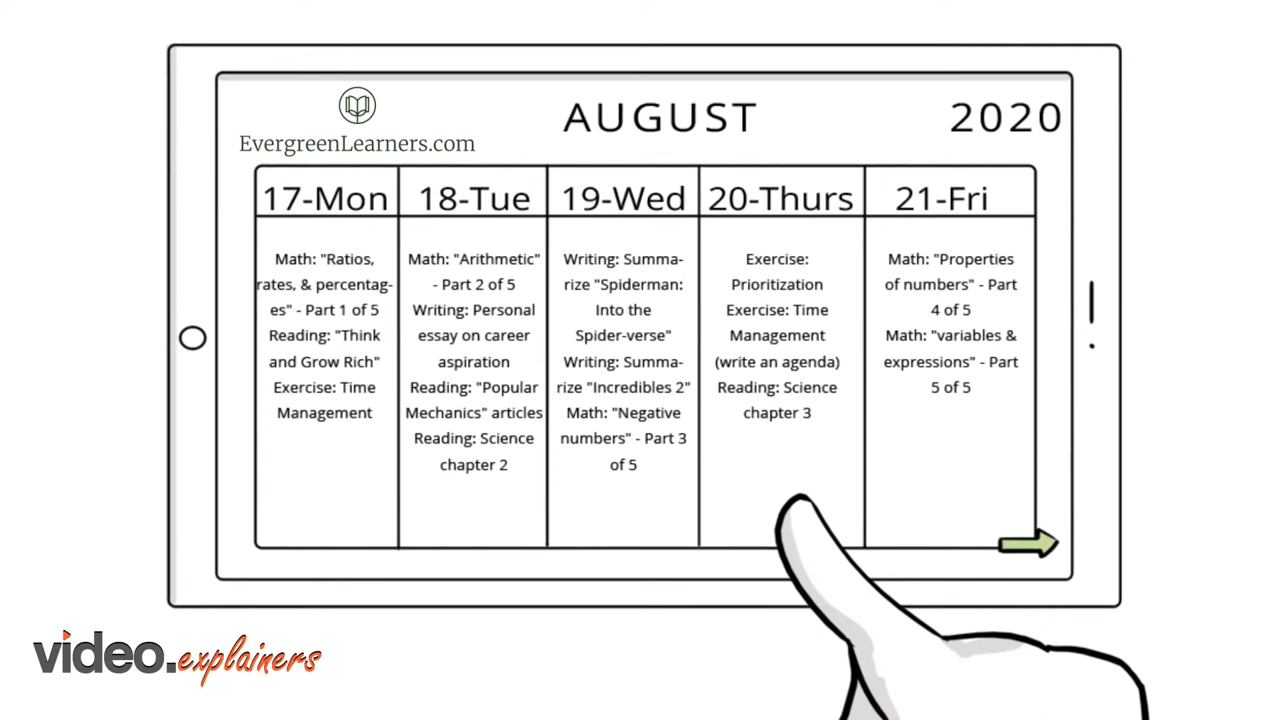 EvergreenLearners.com
AUGUST
2020
17-Mon
18-Tue
19-Wed
20-Thurs
21-Fri
Math: "Ratios,
rates, & percentag-
es" - Part 1 of 5
Reading: "Think
and Grow Rich"
Exercise: Time
Management
Math: "Arithmetic"
- Part 2 of 5
Writing: Personal
essay on career
aspiration
Reading: "Popular
Mechanics" articles
Reading: Science
chapter 2
Writing: Summa-
rize "Spiderman:
Into the
Spider-verse"
Writing: Summa-
rize "Incredibles 2"
Math: "Negative
numbers" - Part 3
of 5
Exercise:
Prioritization
Exercise: Time
Management
(write an agenda)
Reading: Science
chapter 3
Math: "Properties
of numbers" - Part
4 of 5
Math: "variables &
expressions" - Part
5 of 5
video.explainers